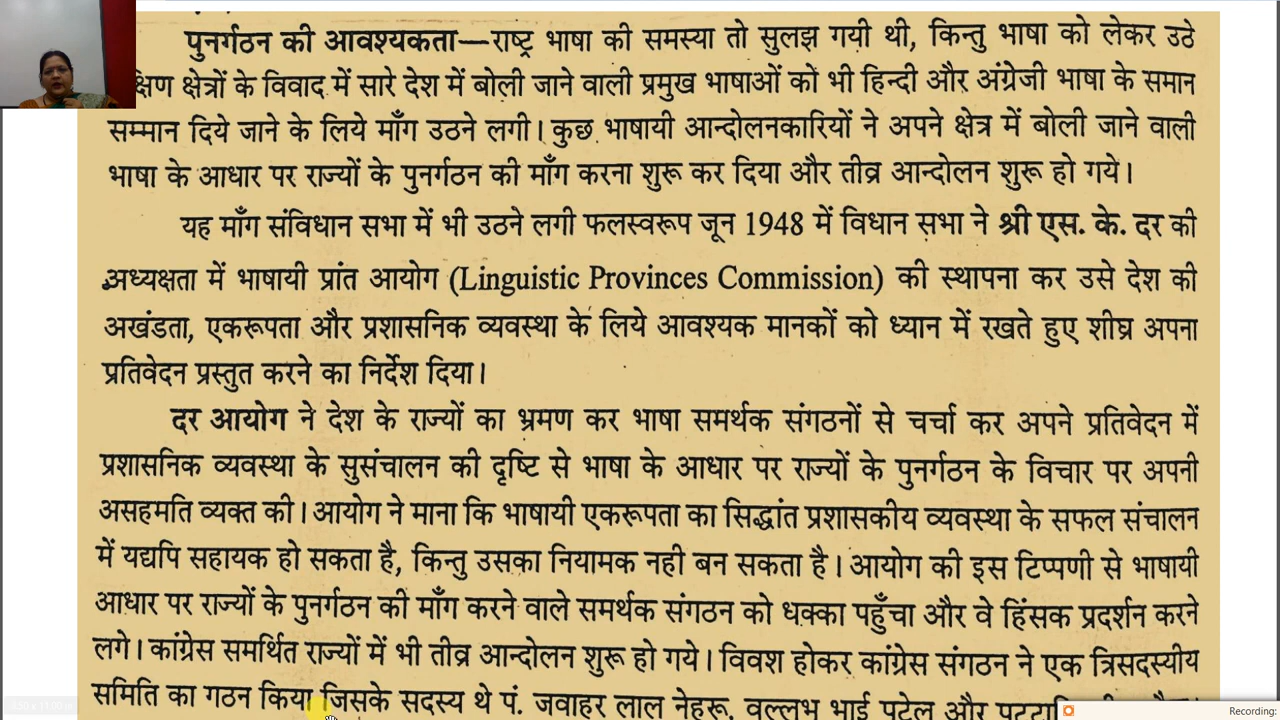 पुनर्गठन की आवश्यकता—राष्ट्र भाषा की समस्या तो सुलझ गयी थी, किन्तु भाषा को लेकर उठे
क्षिण क्षेत्रों के विवाद में सारे देश में बोली जाने वाली प्रमुख भाषाओं को भी हिन्दी और अंग्रेजी भाषा के समान
सम्मान दिये जाने के लिये माँग उठने लगी। कुछ भाषायी आन्दोलनकारियों ने अपने क्षेत्र में बोली जाने वाली
भाषा के आधार पर राज्यों के पुनर्गठन की माँग करना शुरू कर दिया और तीव्र आन्दोलन शुरू हो गये।
यह माँग संविधान सभा में भी उठने लगी फलस्वरूप जून 1948 में विधान सभा ने श्री एस. के. दर की
अध्यक्षता में भाषायी प्रांत आयोग (Linguistic Provinces Commission) की स्थापना कर उसे देश की
अखंडता, एकरूपता और प्रशासनिक व्यवस्था के लिये आवश्यक मानकों को ध्यान में रखते हुए शीघ्र अपना
प्रतिवेदन प्रस्तुत करने का निर्देश दिया।
दर आयोग ने देश के राज्यों का भ्रमण कर भाषा समर्थक संगठनों से चर्चा कर अपने प्रतिवेदन में
प्रशासनिक व्यवस्था के सुसंचालन की दृष्टि से भाषा के आधार पर राज्यों के पुनर्गठन के विचार पर अपनी
असहमति व्यक्त की। आयोग ने माना कि भाषायी एकरूपता का सिद्धांत प्रशासकीय व्यवस्था के सफल संचालन
में यद्यपि सहायक हो सकता है, किन्तु उसका नियामक नही बन सकता है। आयोग की इस टिप्पणी से भाषायी
आधार पर राज्यों के पुनर्गठन की माँग करने वाले समर्थक संगठन को धक्का पहुँचा और वे हिंसक प्रदर्शन करने
लगे। कांग्रेस समर्थित राज्यों में भी तीव्र आन्दोलन शुरू हो गये। विवश होकर कांग्रेस संगठन ने एक त्रिसदस्यीय
समिति का गठन किया जिसके सदस्य थे पं. जवाहर लाल नेहरू, वल्लभ भाई पटेल और
8.50 x 11.00 in
Recording: